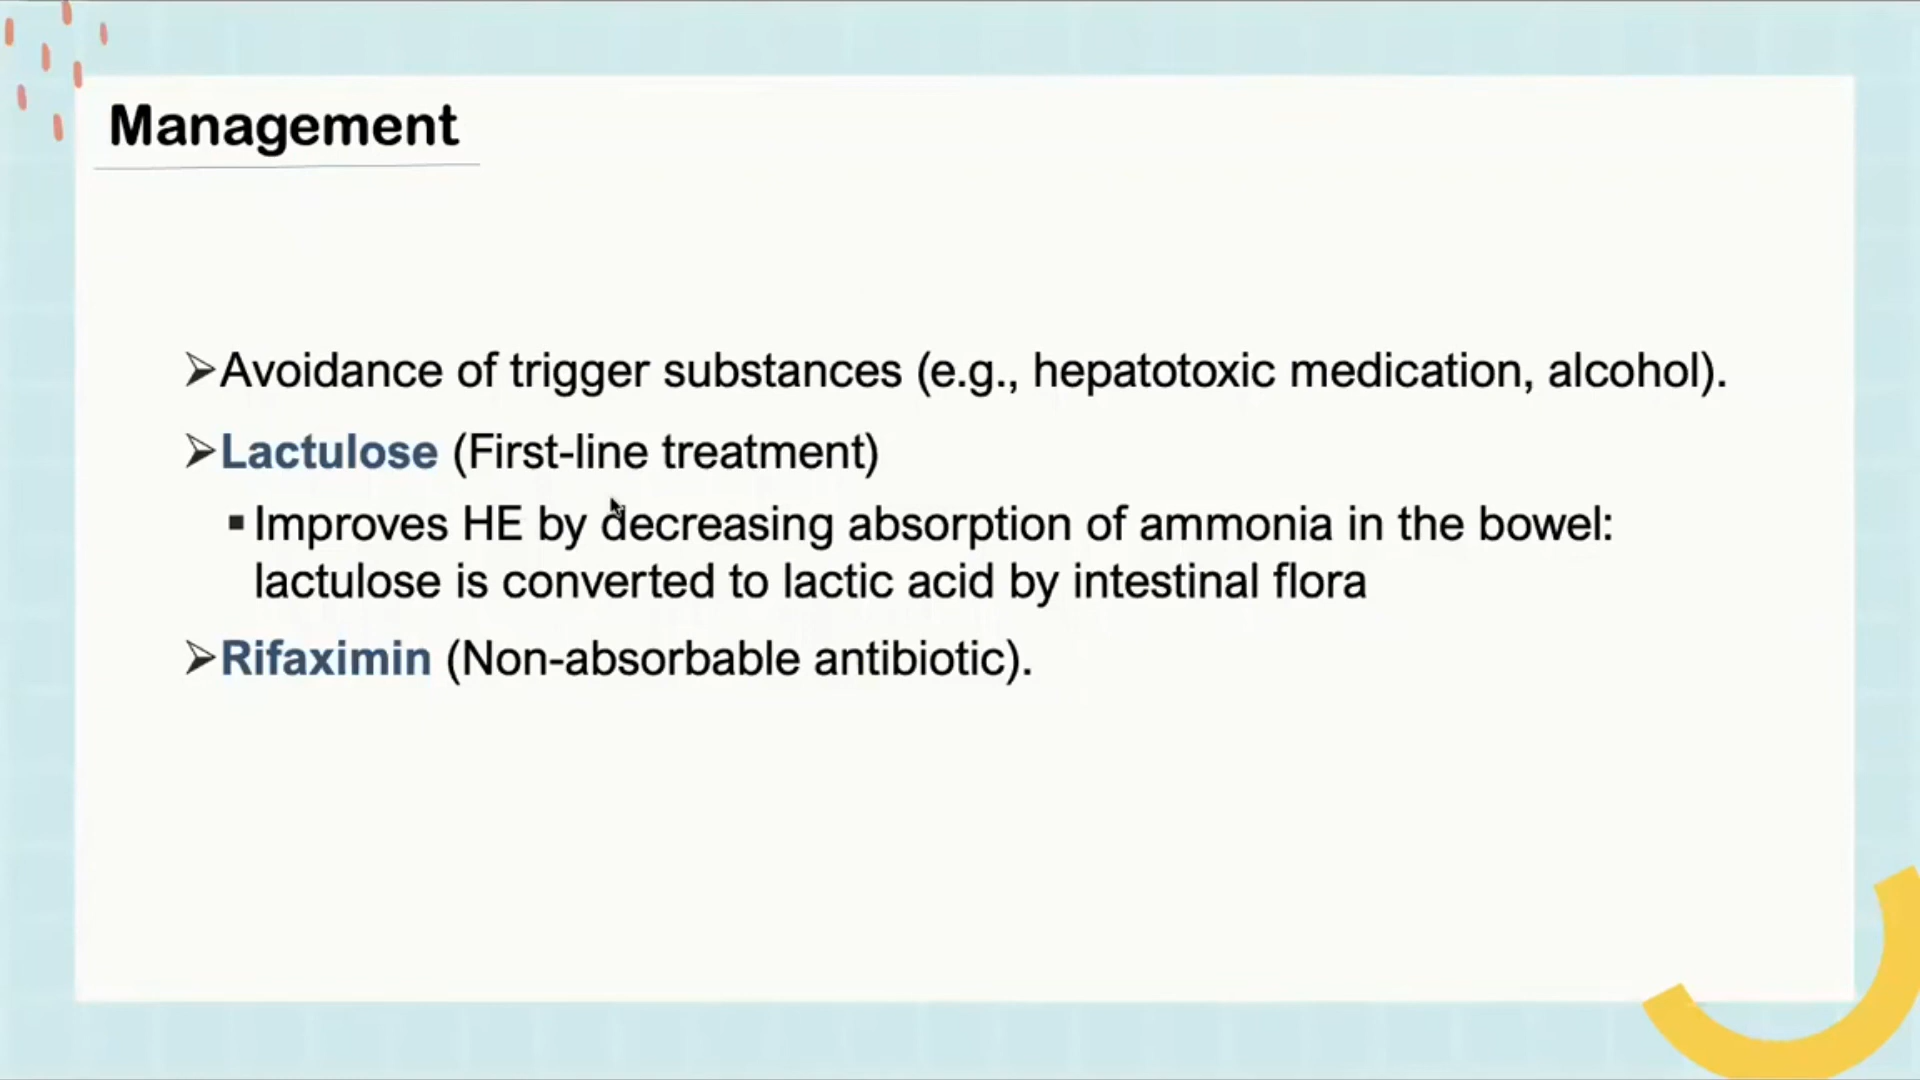 Management
➢Avoidance of trigger substances (e.g., hepatotoxic medication, alcohol).
➢Lactulose (First-line treatment)
▪Improves HE by decreasing absorption of ammonia in the bowel:
lactulose is converted to lactic acid by intestinal flora
➢Rifaximin (Non-absorbable antibiotic).